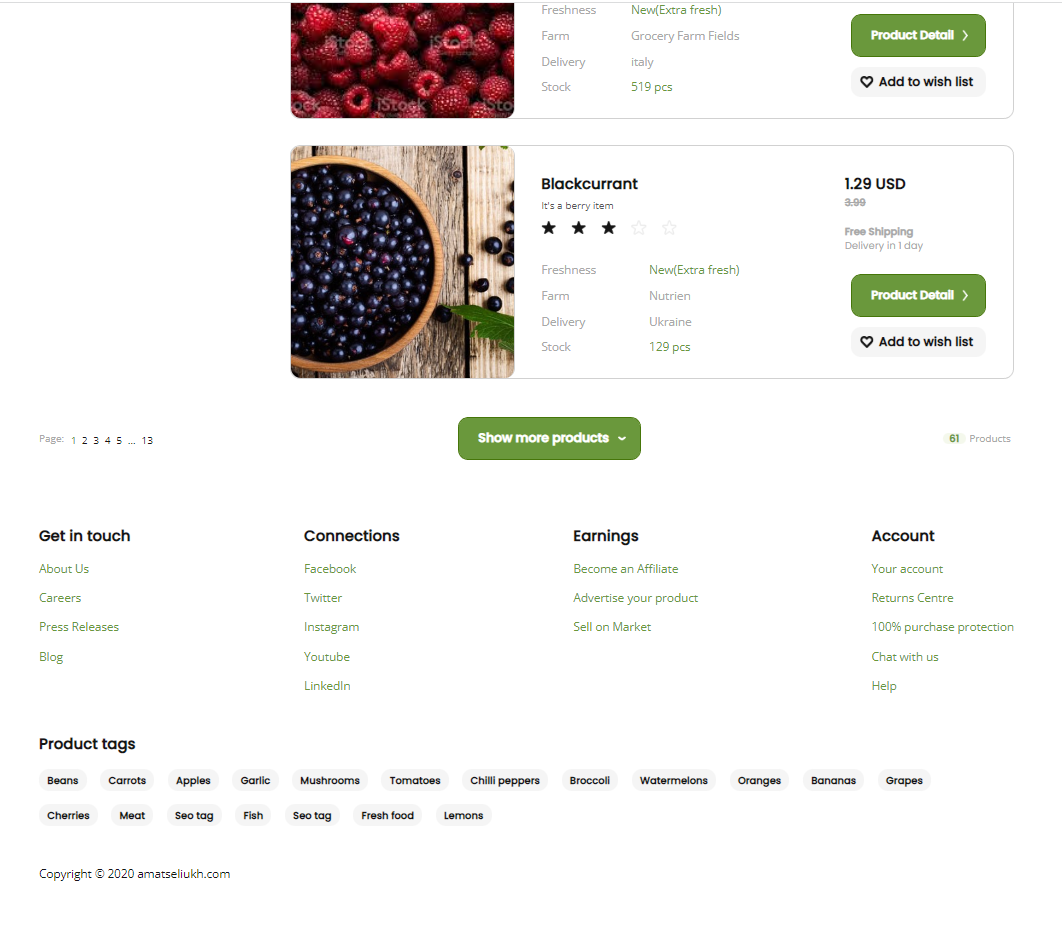 Freshness New(Extra fresh)
Farm Grocery Farm Fields
Delivery italy
Stock 519 pcs
Product Detail
Add to wish list
iStock iStock
ock iStock iSto
Blackcurrant
It's a berry item
Freshness New(Extra fresh)
Farm Nutrien
Delivery Ukraine
Stock 129 pcs
1.29 USD
3.99
Free Shipping
Delivery in 1 day
Product Detail
Add to wish list
Page: 1 2 3 4 5 ... 13
Show more products
61 Products
Get in touch
About Us
Careers
Press Releases
Blog
Connections
Facebook
Twitter
Instagram
Youtube
LinkedIn
Earnings
Become an Affiliate
Advertise your product
Sell on Market
Account
Your account
Returns Centre
100% purchase protection
Chat with us
Help
Product tags
Beans Carrots Apples Garlic Mushrooms Tomatoes Chilli peppers Broccoli Watermelons Oranges Bananas Grapes
Cherries Meat Seo tag Fish Seo tag Fresh food Lemons
Copyright © 2020 amatseliukh.com